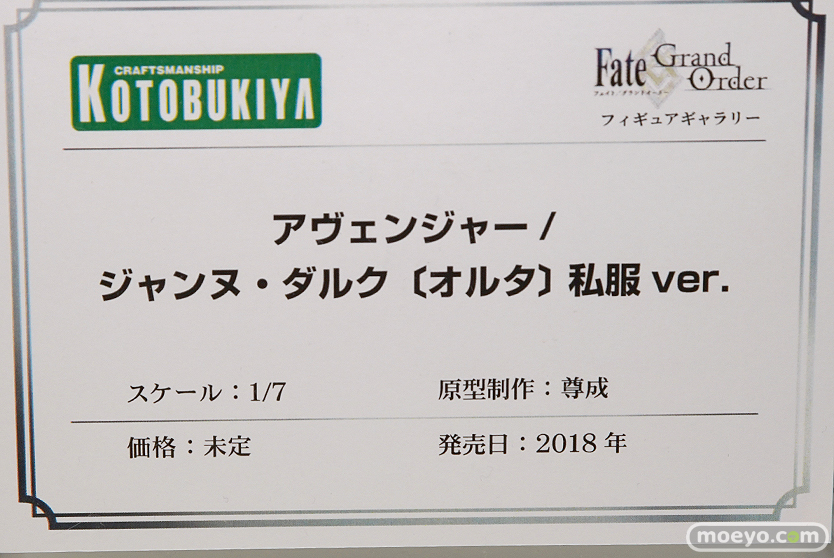 CRAFTSMANSHIP
KOTOBUKIYA
Fate Grand Order
フェイト/グランドオーダー
フィギュアギャラリー
アヴェンジャー /
ジャンヌ・ダルク〔オルタ〕私服 ver.
スケール：1/7
原型制作：尊成
価格：未定
発売日：2018 年
moeyo.com